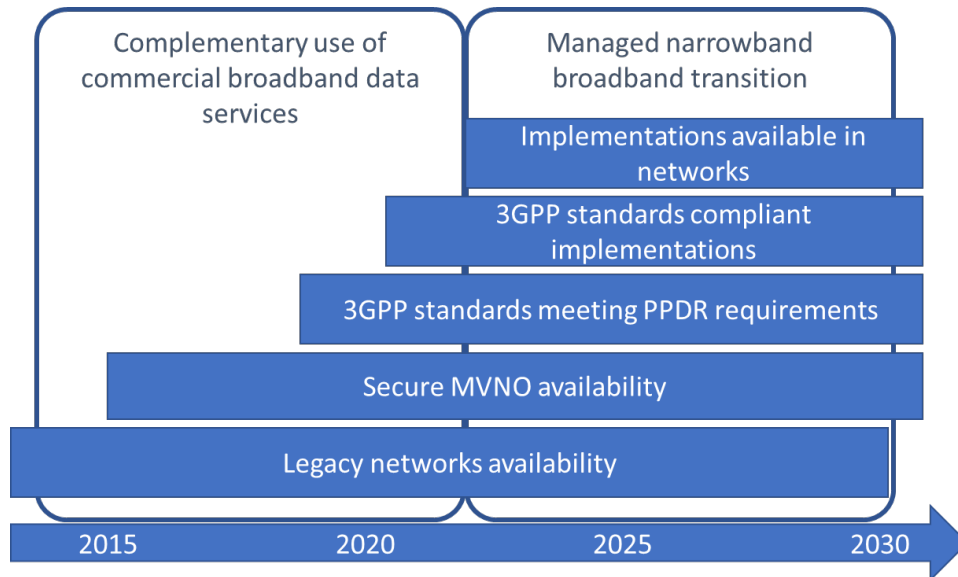 Complementary use of
commercial broadband data
services
Managed narrowband
broadband transition
Implementations available in
networks
3GPP standards compliant
implementations
3GPP standards meeting PPDR requirements
Secure MVNO availability
Legacy networks availability
2015 2020 2025 2030